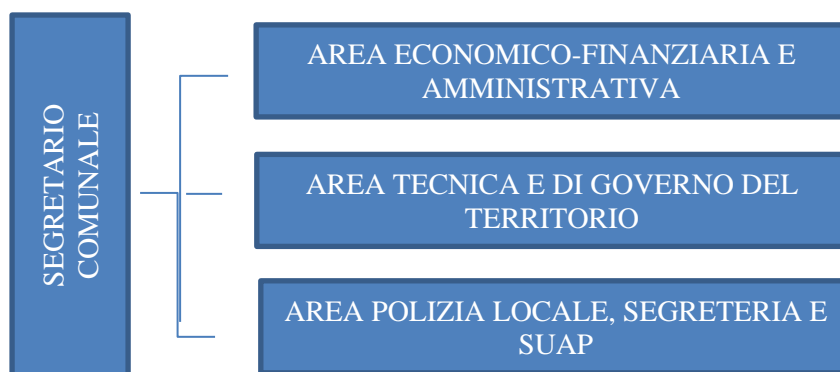 SEGRETARIO
COMUNALE
AREA ECONOMICO-FINANZIARIA E
AMMINISTRATIVA
AREA TECNICA E DI GOVERNO DEL
TERRITORIO
AREA POLIZIA LOCALE, SEGRETERIA E
SUAP